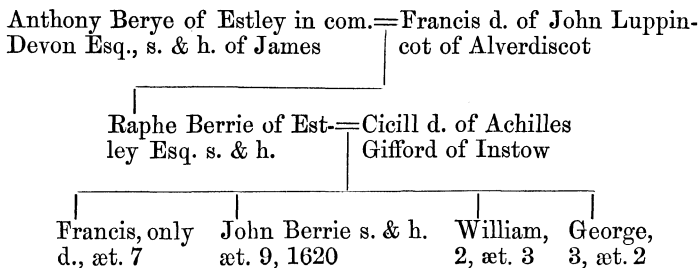 Anthony Berye of Estley in com.=Francis d. of John Luppin-
Devon Esq., s. & h. of James cot of Alverdiscot
Raphe Berrie of Est-=Cicill d. of Achilles
ley Esq. s. & h. Gifford of Instow
Francis, only John Berrie s. & h. William, George,
d., æt. 7 æt. 9, 1620 2, æt. 3 3, æt. 2